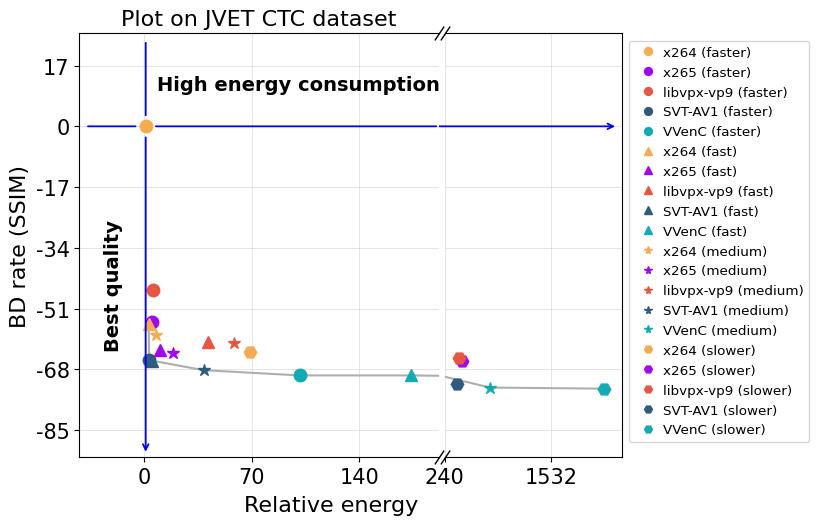 Plot on JVET CTC dataset
High energy consumption
Best quality
BD rate (SSIM)
17
0
-17
-34
-51
-68
-85
0
70
140
240
1532
Relative energy
x264 (faster)
x265 (faster)
libvpx-vp9 (faster)
SVT-AV1 (faster)
VVenC (faster)
x264 (fast)
x265 (fast)
libvpx-vp9 (fast)
SVT-AV1 (fast)
VVenC (fast)
x264 (medium)
x265 (medium)
libvpx-vp9 (medium)
SVT-AV1 (medium)
VVenC (medium)
x264 (slower)
x265 (slower)
libvpx-vp9 (slower)
SVT-AV1 (slower)
VVenC (slower)